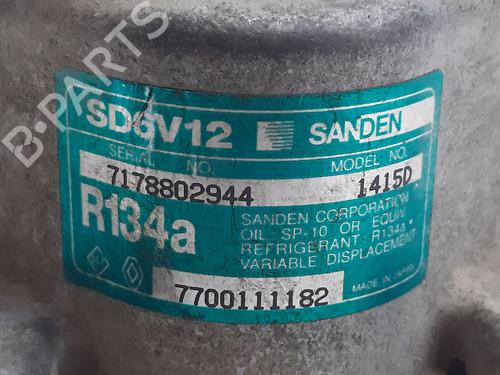 B-PARTS
SD6V12 SANDEN
SERIAL NO. MODEL NO.
7178802944 1415D
R134a
SANDEN CORPORATION
OIL SP-10 OR EQUIV.
REFRIGERANT R134a
VARIABLE DISPLACEMENT
7700111182
MADE IN JAPAN